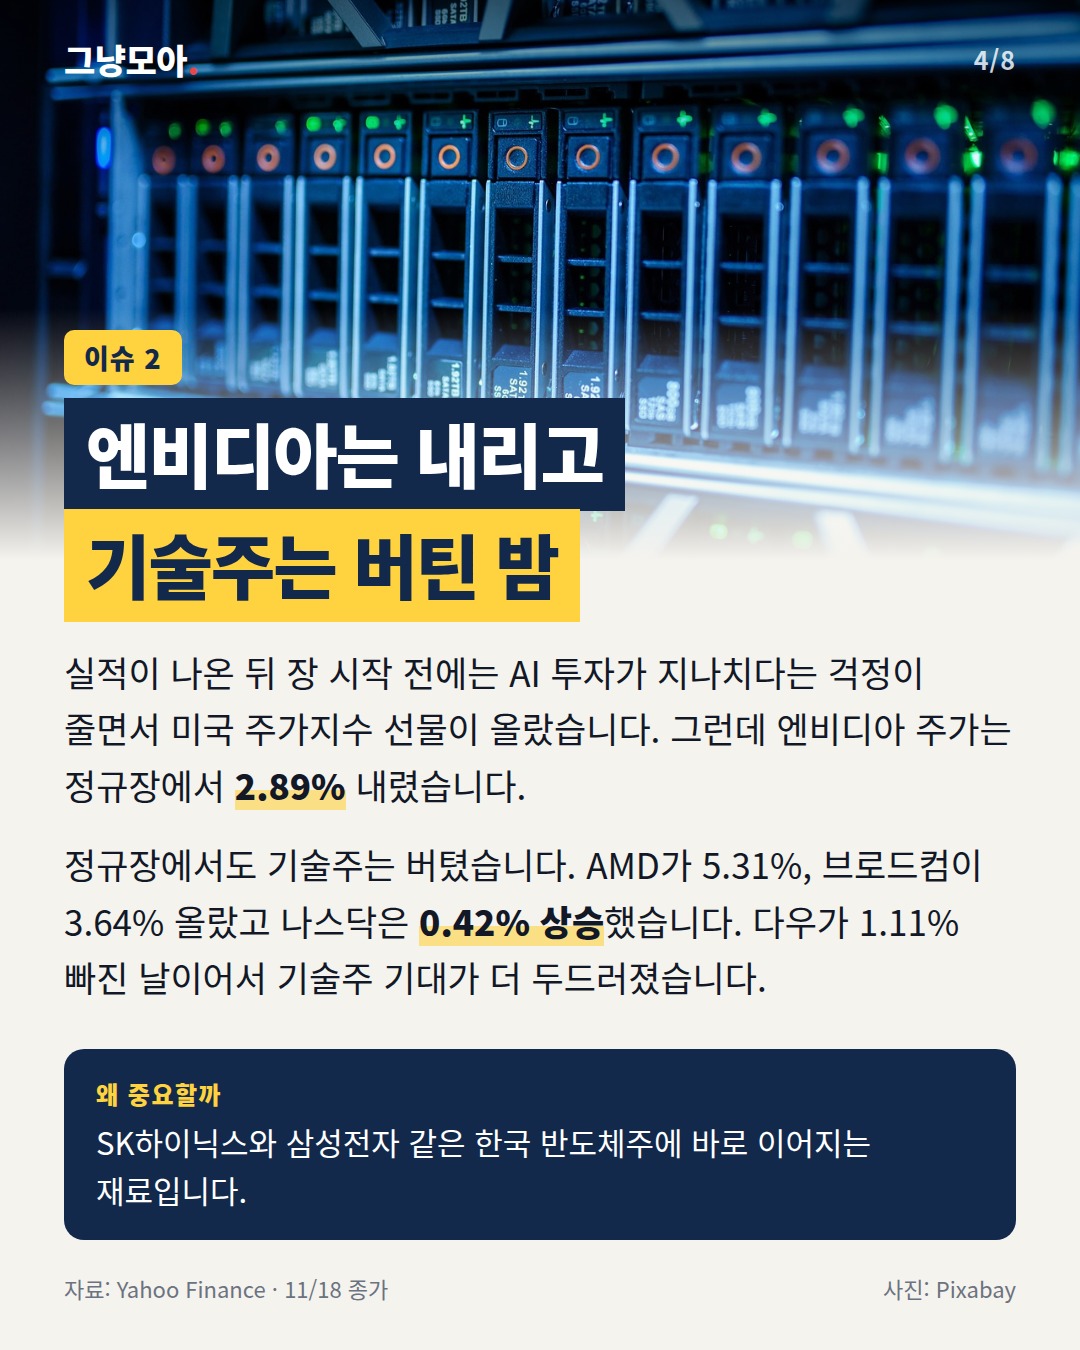 그냥모아.
4/8
이슈 2
엔비디아는 내리고
기술주는 버틴 밤
실적이 나온 뒤 장 시작 전에는 AI 투자가 지나치다는 걱정이
줄면서 미국 주가지수 선물이 올랐습니다. 그런데 엔비디아 주가는
정규장에서 2.89% 내렸습니다.
정규장에서도 기술주는 버텼습니다. AMD가 5.31%, 브로드컴이
3.64% 올랐고 나스닥은 0.42% 상승했습니다. 다우가 1.11%
빠진 날이어서 기술주 기대가 더 두드러졌습니다.
왜 중요할까
SK하이닉스와 삼성전자 같은 한국 반도체주에 바로 이어지는
재료입니다.
자료: Yahoo Finance · 11/18 종가
사진: Pixabay